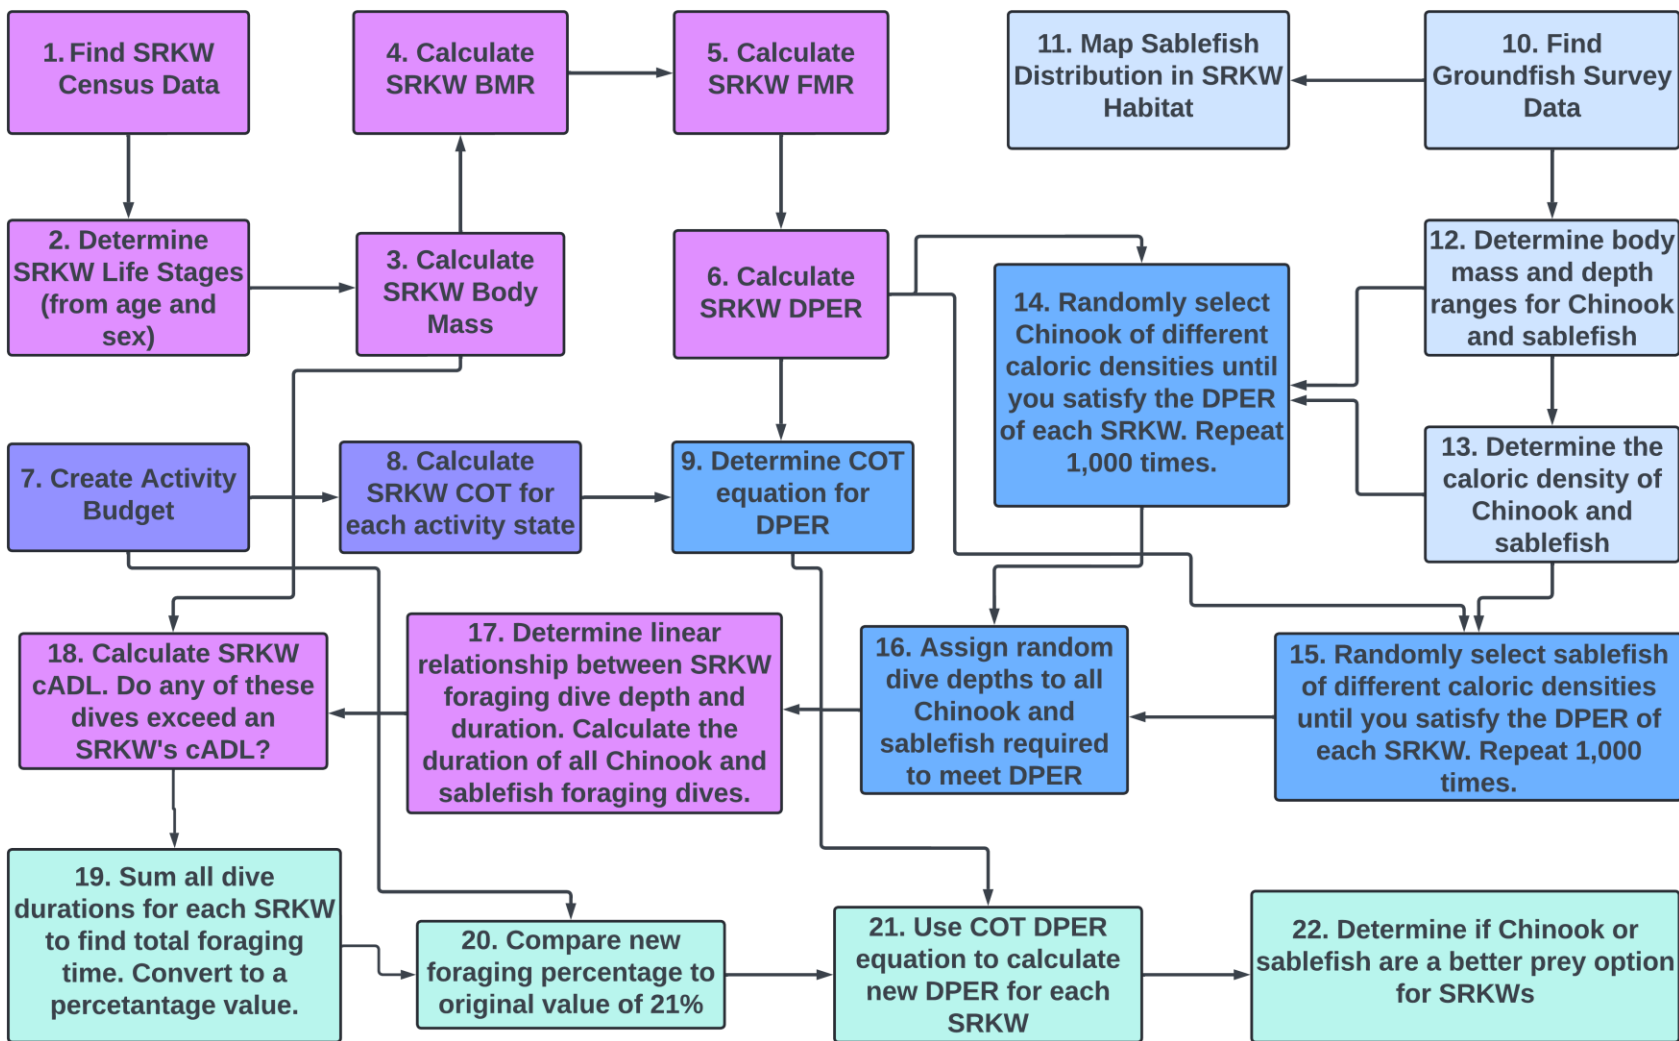 1. Find SRKW
Census Data
4. Calculate
SRKW BMR
5. Calculate
SRKW FMR
11. Map Sablefish
Distribution in SRKW
Habitat
10. Find
Groundfish Survey
Data
2. Determine
SRKW Life Stages
(from age and
sex)
3. Calculate
SRKW Body
Mass
6. Calculate
SRKW DPER
14. Randomly select
Chinook of different
caloric densities until
you satisfy the DPER
of each SRKW. Repeat
1,000 times.
12. Determine body
mass and depth
ranges for Chinook
and sablefish
7. Create Activity
Budget
8. Calculate
SRKW COT for
each activity state
9. Determine COT
equation for
DPER
13. Determine the
caloric density of
Chinook and
sablefish
18. Calculate SRKW
cADL. Do any of these
dives exceed an
SRKW's cADL?
17. Determine linear
relationship between SRKW
foraging dive depth and
duration. Calculate the
duration of all Chinook and
sablefish foraging dives.
16. Assign random
dive depths to all
Chinook and
sablefish required
to meet DPER
15. Randomly select sablefish
of different caloric densities
until you satisfy the DPER of
each SRKW. Repeat 1,000
times.
19. Sum all dive
durations for each SRKW
to find total foraging
time. Convert to a
percetantage value.
20. Compare new
foraging percentage to
original value of 21%
21. Use COT DPER
equation to calculate
new DPER for each
SRKW
22. Determine if Chinook or
sablefish are a better prey option
for SRKWs